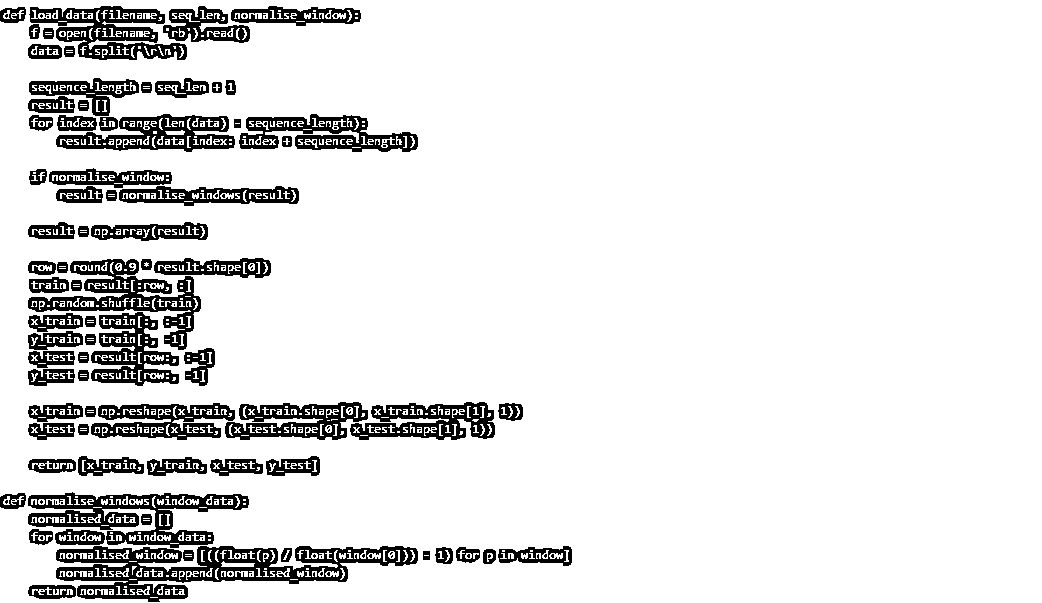 def load_data(filename, seq_len, normalise_window):
    f = open(filename, 'rb').read()
    data = f.split('\r\n')
    sequence_length = seq_len + 1
    result = []
    for index in range(len(data) - sequence_length):
        result.append(data[index: index + sequence_length])
    if normalise_window:
        result = normalise_windows(result)
    result = np.array(result)
    row = round(0.9 * result.shape[0])
    train = result[:row, :]
    np.random.shuffle(train)
    x_train = train[:, :-1]
    y_train = train[:, -1]
    x_test = result[row:, :-1]
    y_test = result[row:, -1]
    x_train = np.reshape(x_train, (x_train.shape[0], x_train.shape[1], 1))
    x_test = np.reshape(x_test, (x_test.shape[0], x_test.shape[1], 1))
    return [x_train, y_train, x_test, y_test]
def normalise_windows(window_data):
    normalised_data = []
    for window in window_data:
        normalised_window = [((float(p) / float(window[0])) - 1) for p in window]
        normalised_data.append(normalised_window)
    return normalised_data